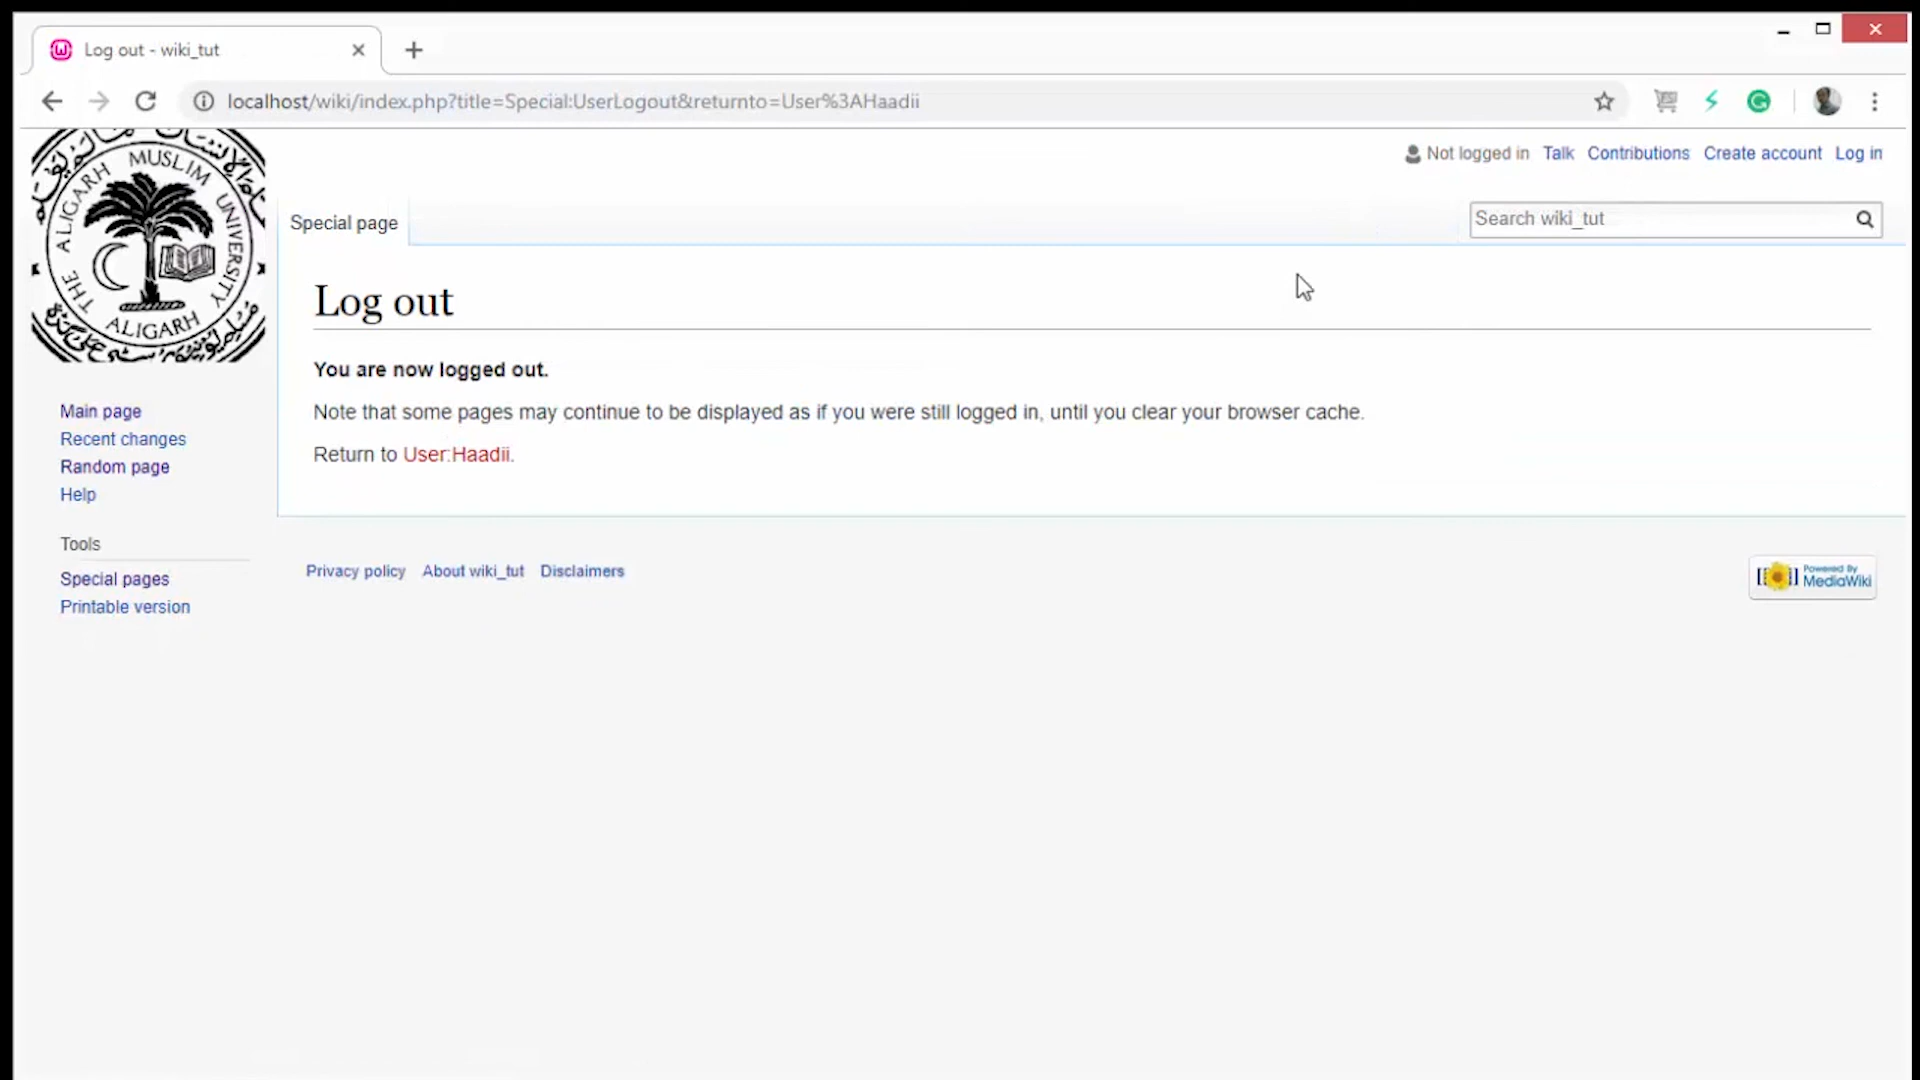 Log out - wiki_tut
localhost/wiki/index.php?title=Special:UserLogout&returnto=User%3AHaadii
THE ALIGARH MUSLIM UNIVERSITY
ALIGARH
Not logged in Talk Contributions Create account Log in
Special page
Search wiki_tut
Log out
You are now logged out.
Note that some pages may continue to be displayed as if you were still logged in, until you clear your browser cache.
Return to User:Haadii.
Main page
Recent changes
Random page
Help
Tools
Special pages
Printable version
Privacy policy About wiki_tut Disclaimers
Powered By
MediaWiki